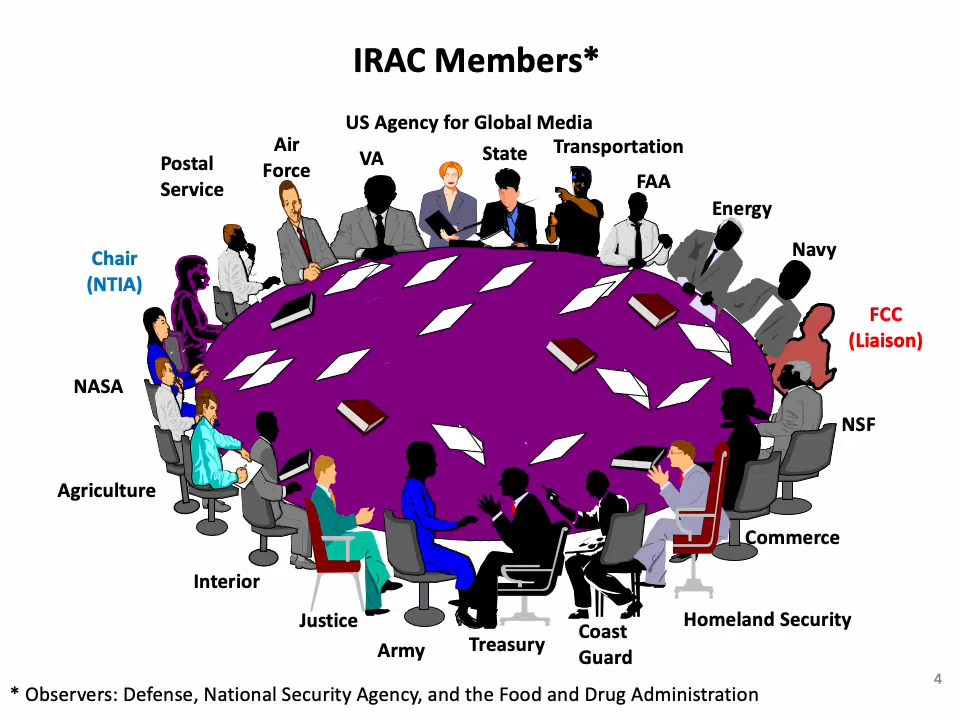 IRAC Members*
US Agency for Global Media
Air
Force
VA
State
Transportation
Postal
Service
FAA
Energy
Navy
Chair
(NTIA)
FCC
(Liaison)
NASA
NSF
Agriculture
Commerce
Interior
Justice
Army
Treasury
Coast
Guard
Homeland Security
4
* Observers: Defense, National Security Agency, and the Food and Drug Administration